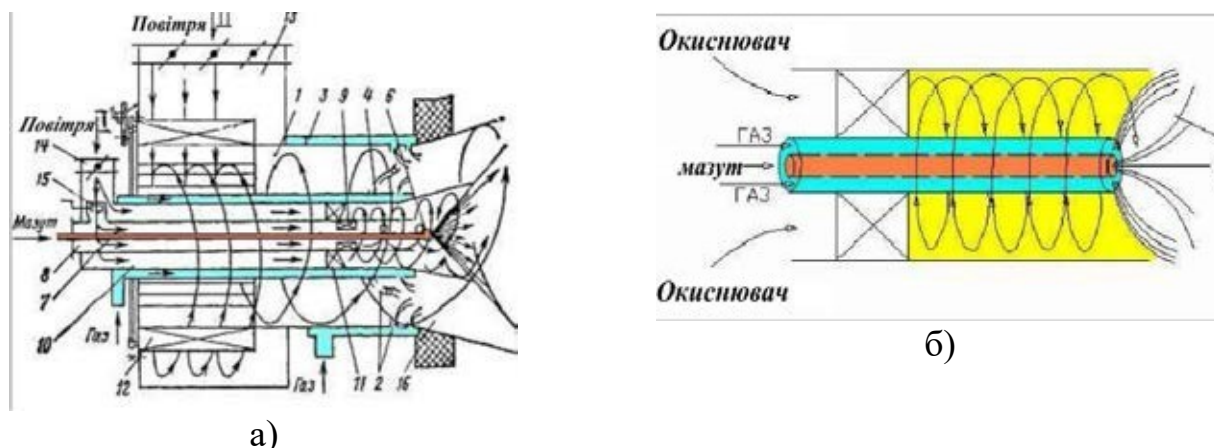 Повітря
II
13
1 3 9 4 6
Повітря
I
14
15
Мазут
8
7
10
Газ
12
Газ
11 2 16
а)
Окиснювач
ГАЗ
мазут
ГАЗ
Окиснювач
б)